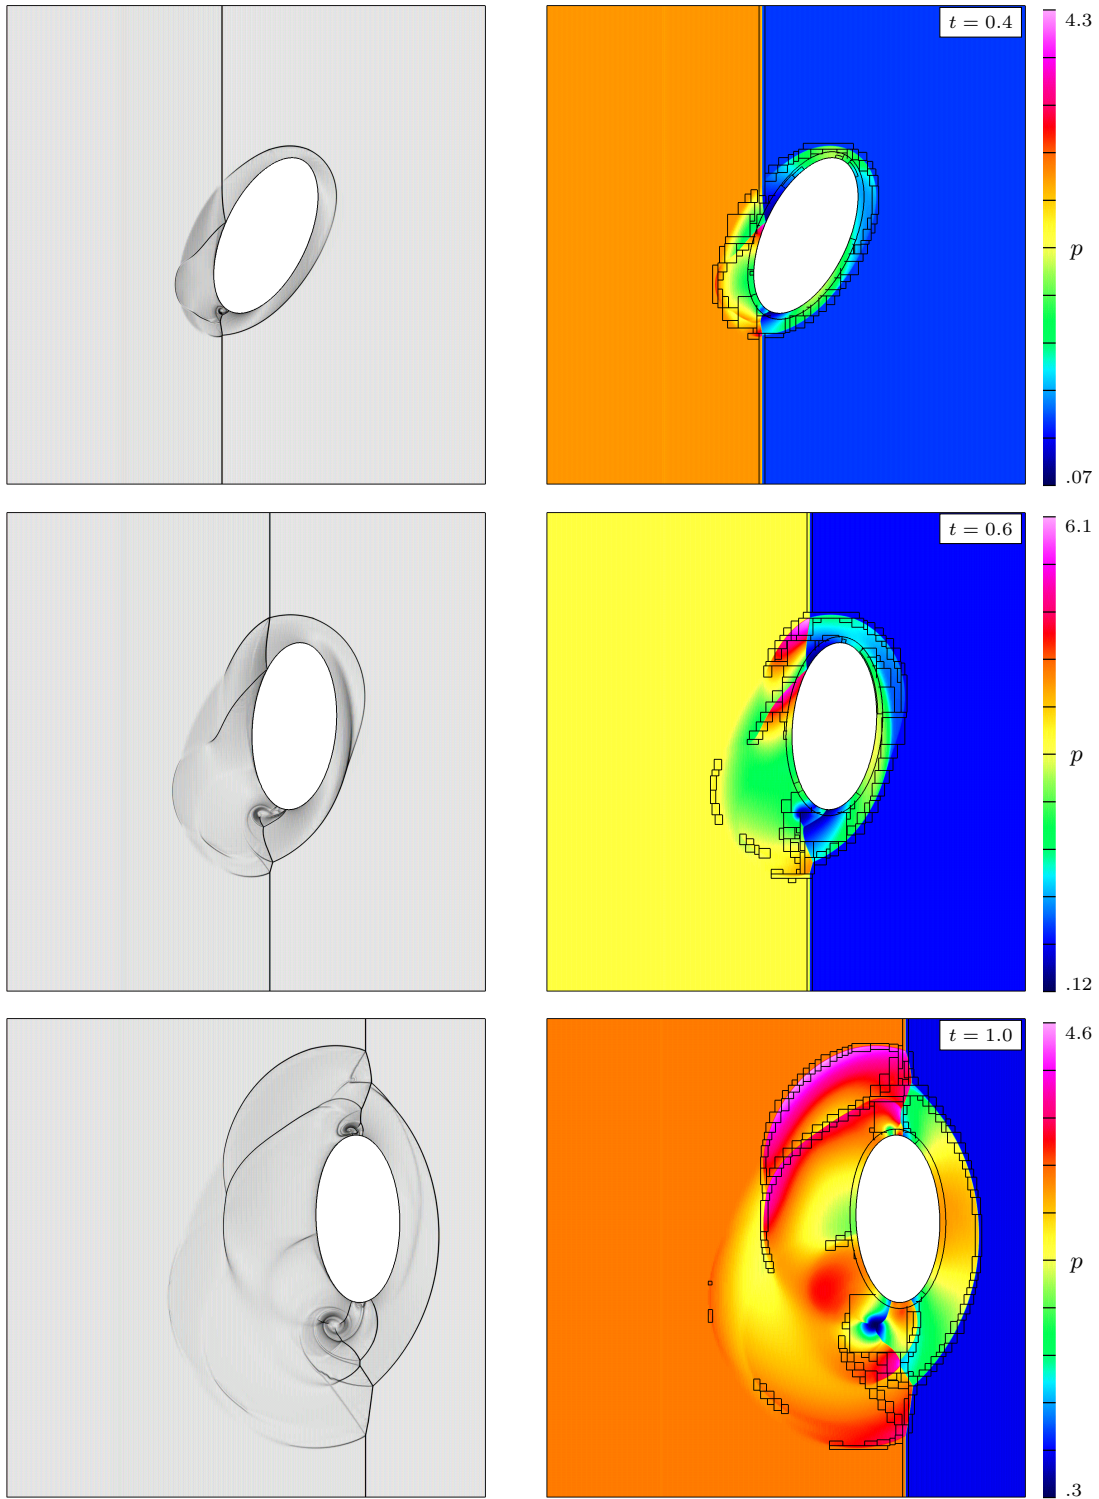 t = 0.4
4.3
p
.07
t = 0.6
6.1
p
.12
t = 1.0
4.6
p
.3